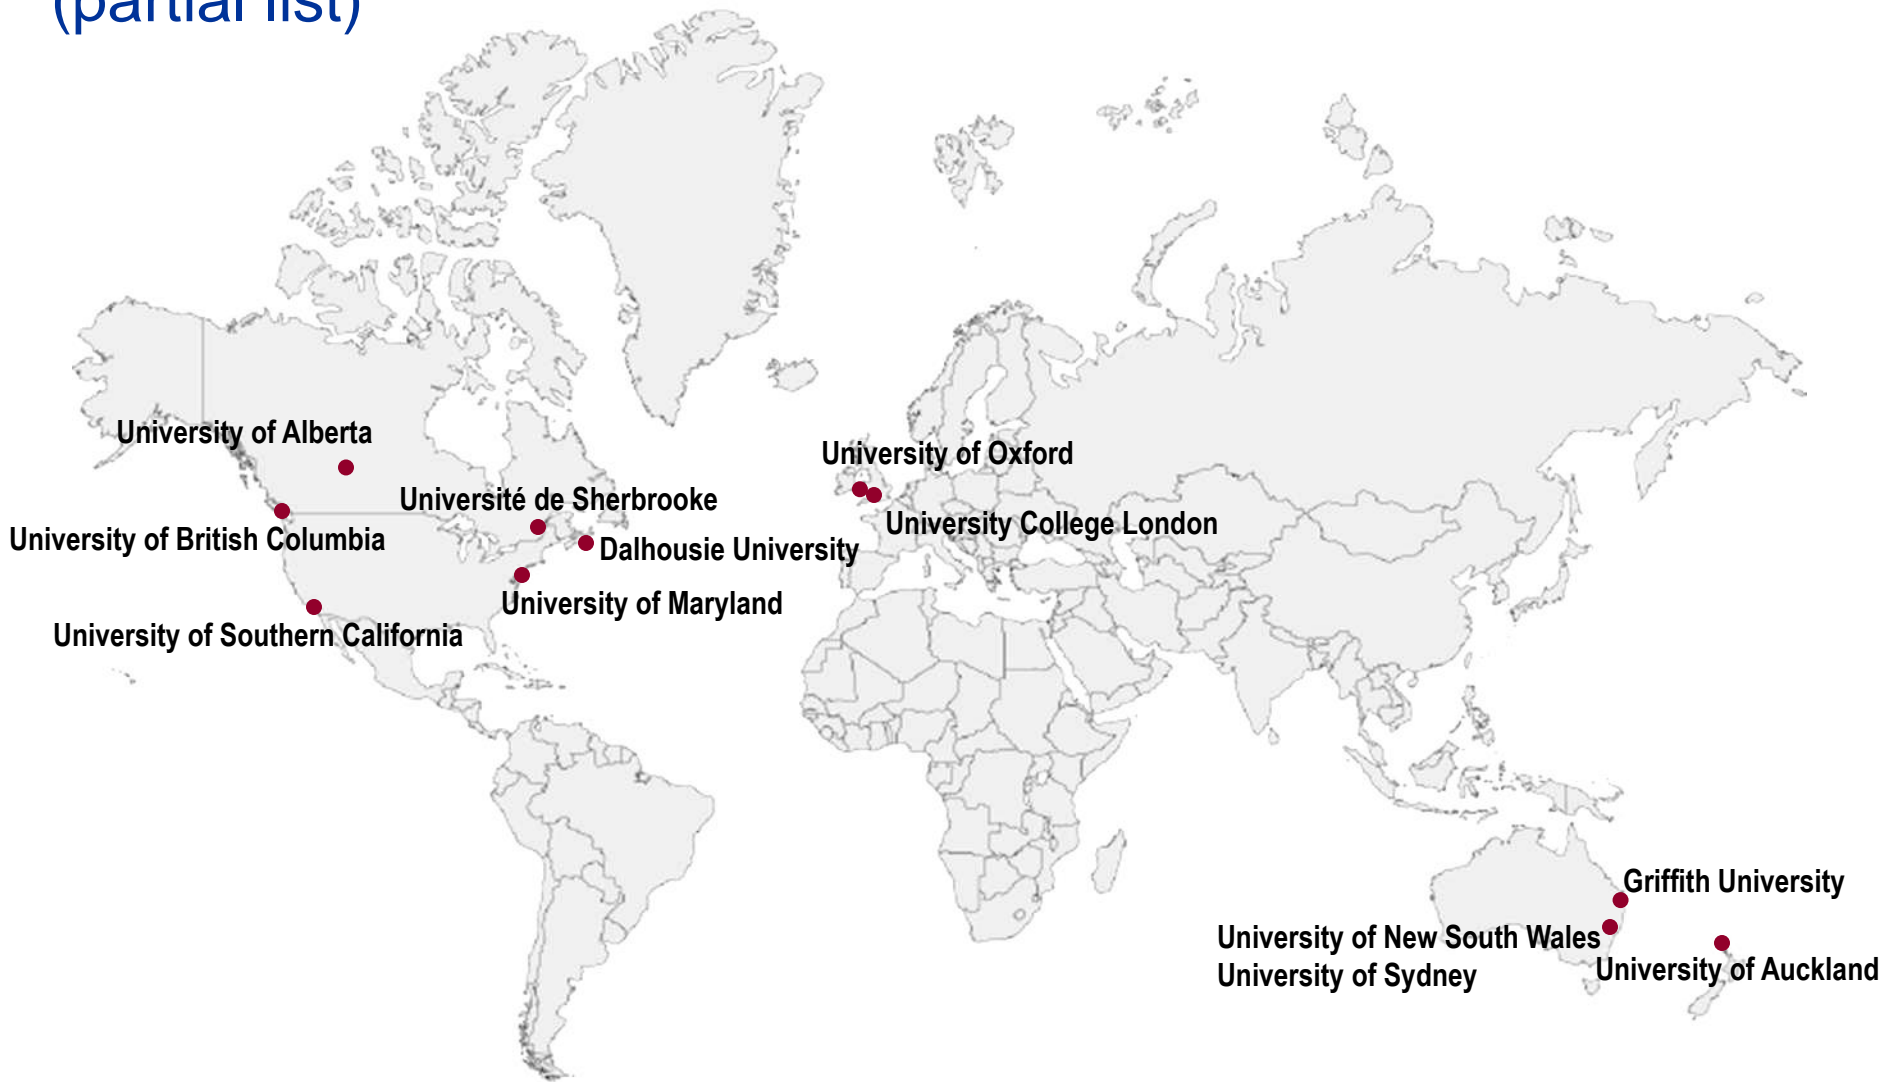 (partial list)
University of Alberta
University of Oxford
Université de Sherbrooke
University College London
University of British Columbia
Dalhousie University
University of Maryland
University of Southern California
Griffith University
University of New South Wales
University of Sydney
University of Auckland